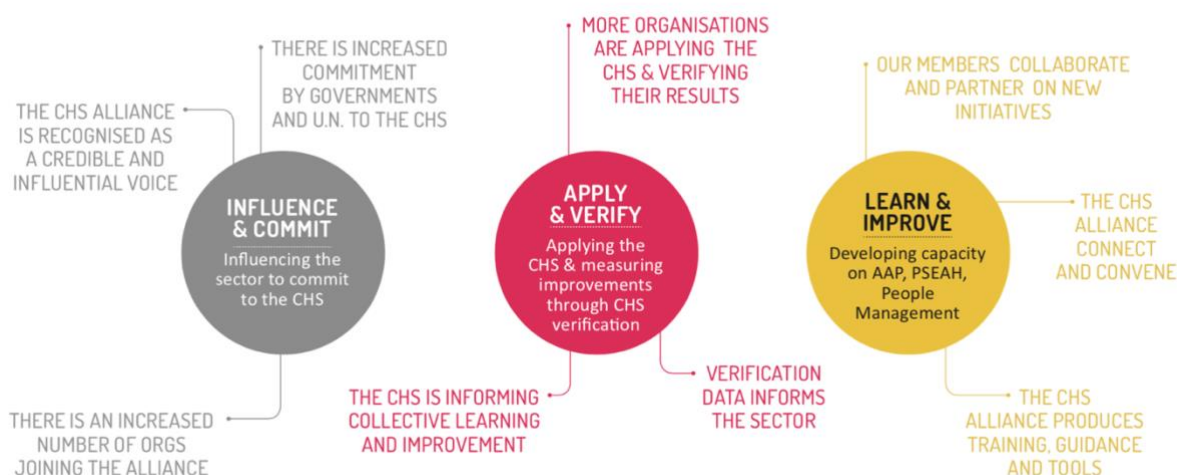 THERE IS INCREASED
COMMITMENT
BY GOVERNMENTS
AND U.N. TO THE CHS
THE CHS ALLIANCE
IS RECOGNISED AS
A CREDIBLE AND
INFLUENTIAL VOICE
INFLUENCE
& COMMIT
Influencing the
sector to commit
to the CHS
THERE IS AN INCREASED
NUMBER OF ORGS
JOINING THE ALLIANCE
MORE ORGANISATIONS
ARE APPLYING THE
CHS & VERIFYING
THEIR RESULTS
APPLY
& VERIFY
Applying the
CHS & measuring
improvements
through CHS
verification
THE CHS IS INFORMING
COLLECTIVE LEARNING
AND IMPROVEMENT
VERIFICATION
DATA INFORMS
THE SECTOR
OUR MEMBERS COLLABORATE
AND PARTNER ON NEW
INITIATIVES
LEARN &
IMPROVE
Developing capacity
on AAP, PSEAH,
People
Management
THE CHS
ALLIANCE
CONNECT
AND CONVENE
THE CHS
ALLIANCE PRODUCES
TRAINING, GUIDANCE
AND TOOLS